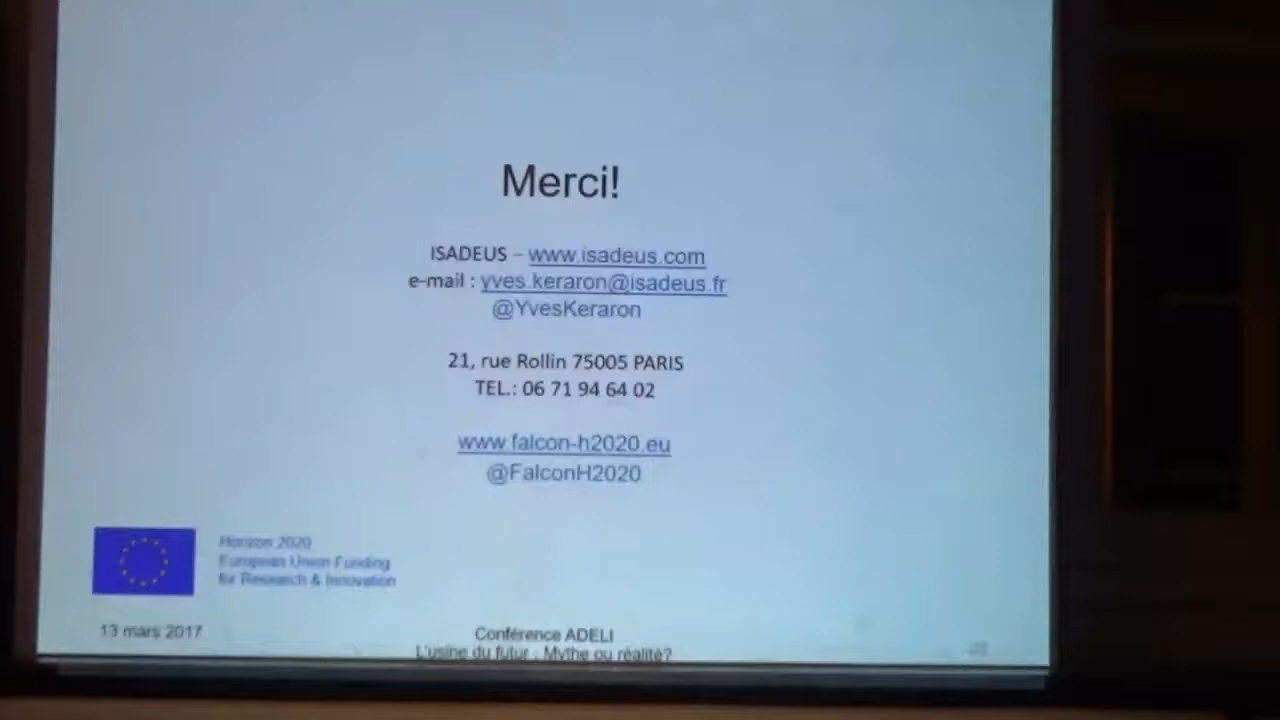 Merci!
ISADEUS – www.isadeus.com
e-mail : yves.keraron@isadeus.fr
@YvesKeraron
21, rue Rollin 75005 PARIS
TEL.: 06 71 94 64 02
www.falcon-h2020.eu
@FalconH2020
Horizon 2020
European Union Funding
for Research & Innovation
13 mars 2017
Conférence ADELI
L'usine du futur : Mythe ou réalité?